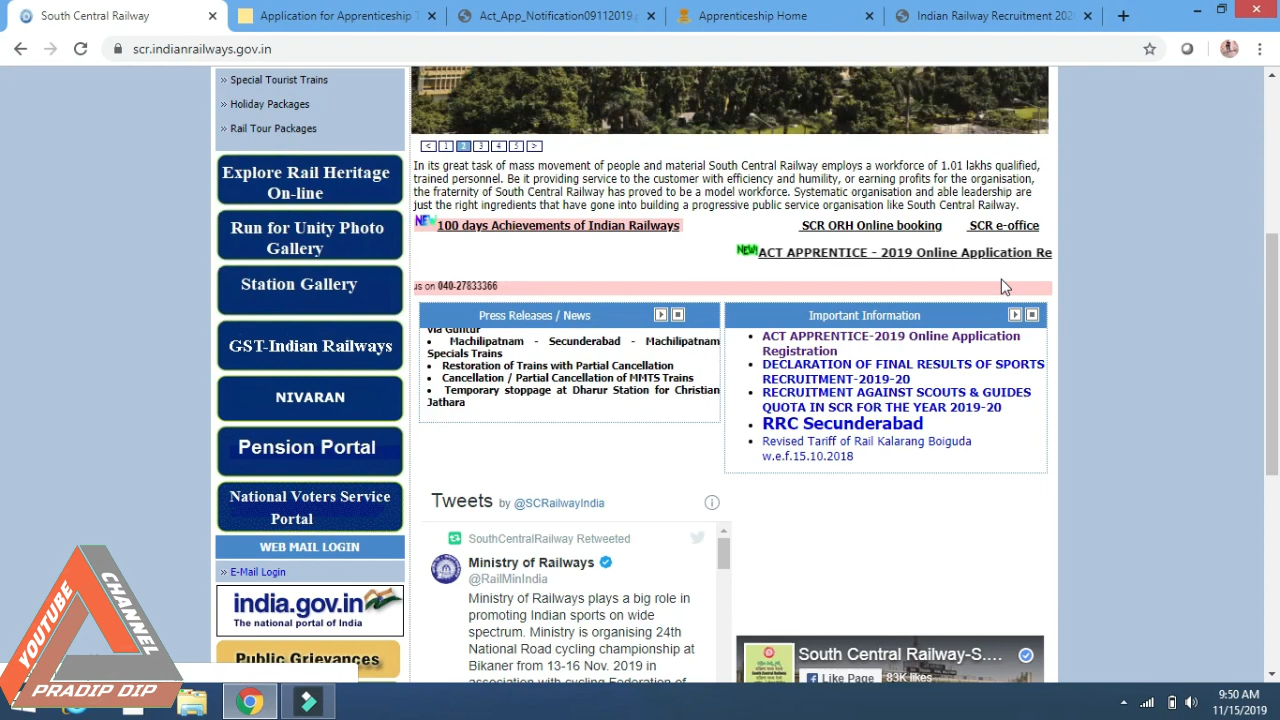 South Central Railway
Application for Apprenticeship T
Act_App_Notification09112019.p
Apprenticeship Home
Indian Railway Recruitment 202
scr.indianrailways.gov.in
» Special Tourist Trains
» Holiday Packages
» Rail Tour Packages
Explore Rail Heritage
On-line
Run for Unity Photo
Gallery
Station Gallery
GST-Indian Railways
NIVARAN
Pension Portal
National Voters Service
Portal
WEB MAIL LOGIN
» E-Mail Login
india.gov.in
The national portal of India
Public Grievances
< 1 2 3 4 5 >
In its great task of mass movement of people and material South Central Railway employs a workforce of 1.01 lakhs qualified,
trained personnel. Be it providing service to the customer with efficiency and humility, or earning profits for the organisation,
the fraternity of South Central Railway has proved to be a model workforce. Systematic organisation and able leadership are
just the right ingredients that have gone into building a progressive public service organisation like South Central Railway.
NEW 100 days Achievements of Indian Railways SCR ORH Online booking SCR e-office
NEW! ACT APPRENTICE - 2019 Online Application Re
us on 040-27833366
Press Releases / News
via Guntur
• Machilipatnam - Secunderabad - Machilipatnam
Specials Trains
• Restoration of Trains with Partial Cancellation
• Cancellation / Partial Cancellation of MMTS Trains
• Temporary stoppage at Dharur Station for Christian
Jathara
Important Information
• ACT APPRENTICE-2019 Online Application
Registration
• DECLARATION OF FINAL RESULTS OF SPORTS
RECRUITMENT-2019-20
• RECRUITMENT AGAINST SCOUTS & GUIDES
QUOTA IN SCR FOR THE YEAR 2019-20
• RRC Secunderabad
• Revised Tariff of Rail Kalarang Boiguda
w.e.f.15.10.2018
Tweets by @SCRailwayIndia
SouthCentralRailway Retweeted
Ministry of Railways
@RailMinIndia
Ministry of Railways plays a big role in
promoting Indian sports on wide
spectrum. Ministry is organising 24th
National Road cycling championship at
Bikaner from 13-16 Nov. 2019 in
association with cycling Federation of
South Central Railway-S....
Like Page 83K likes
YOUTUBE
CHANNEL
PRADIP DIP
9:50 AM
11/15/2019